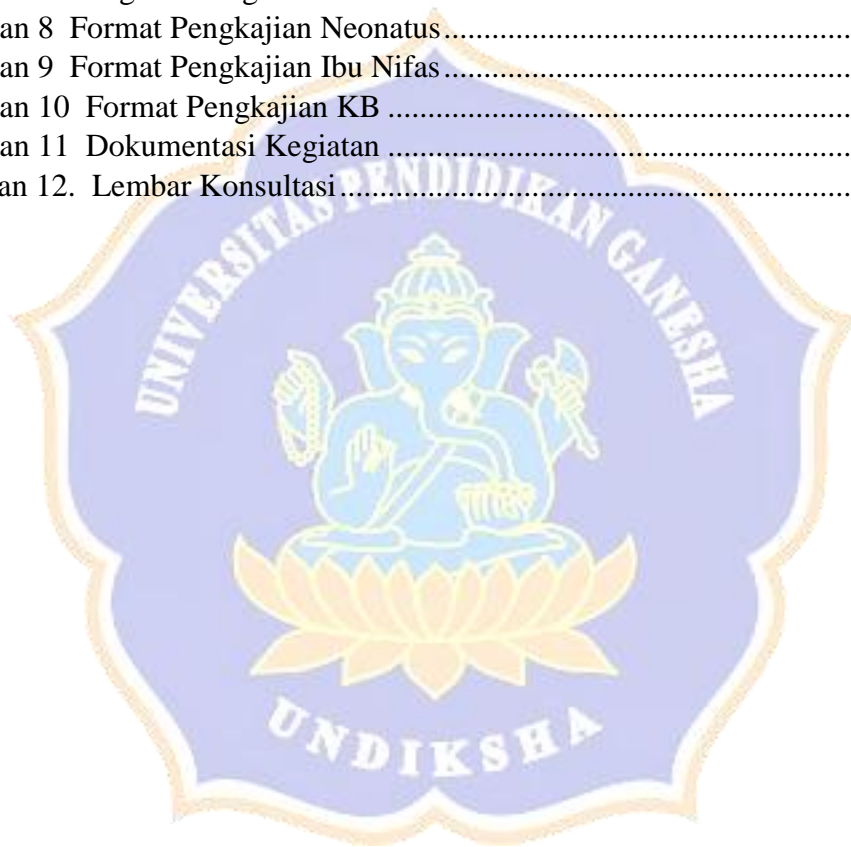 an 8 Format Pengkajian Neonatus....................................................
an 9 Format Pengkajian Ibu Nifas....................................................
an 10 Format Pengkajian KB ..........................................................
an 11 Dokumentasi Kegiatan ..........................................................
an 12. Lembar Konsultasi................................................................
UNIVERSITAS PENDIDIKAN GANESHA
UNDIKSHA